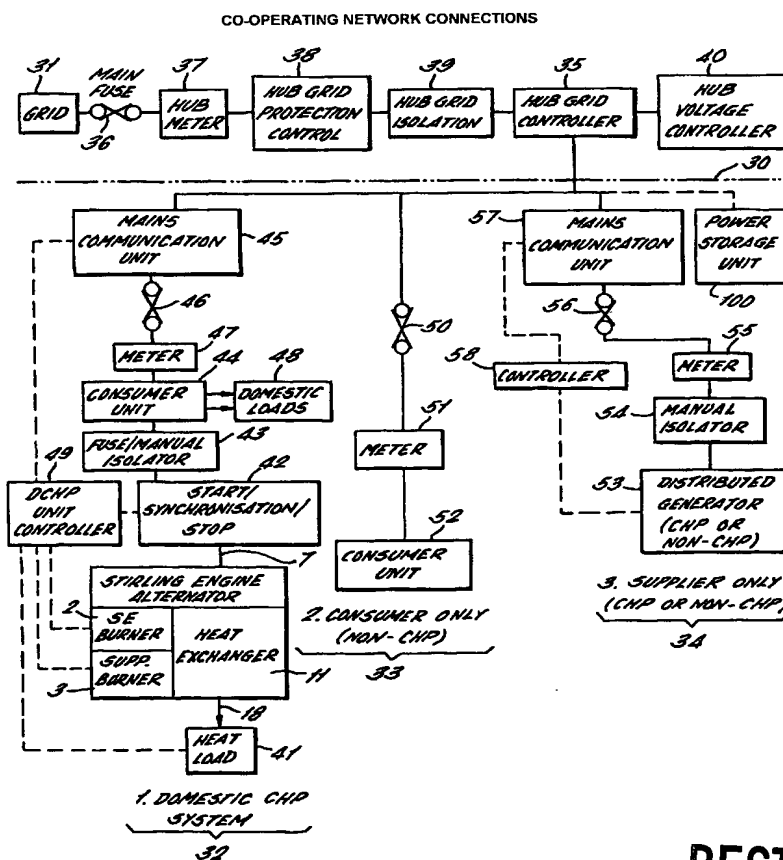 CO-OPERATING NETWORK CONNECTIONS
31
GRID
MAIN
FUSE
36
37
HUB
METER
38
HUB GRID
PROTECTION
CONTROL
39
HUB GRID
ISOLATION
35
HUB GRID
CONTROLLER
40
HUB
VOLTAGE
CONTROLLER
30
MAINS
COMMUNICATION
UNIT
45
46
METER
47
CONSUMER
UNIT
44
DOMESTIC
LOADS
48
FUSE/MANUAL
ISOLATOR
43
49
DCHP
UNIT
CONTROLLER
42
START/
SYNCHRONISATION/
STOP
7
STIRLING ENGINE
ALTERNATOR
2
SE
BURNER
SUPP.
BURNER
3
HEAT
EXCHANGER
11
18
HEAT
LOAD
41
1. DOMESTIC CHP
SYSTEM
32
50
METER
51
CONSUMER
UNIT
52
2. CONSUMER ONLY
(NON-CHP)
33
57
MAINS
COMMUNICATION
UNIT
POWER
STORAGE
UNIT
100
56
58
CONTROLLER
55
METER
54
MANUAL
ISOLATOR
53
DISTRIBUTED
GENERATOR
(CHP OR
NON-CHP)
3. SUPPLIER ONLY
(CHP OR NON-CHP)
34